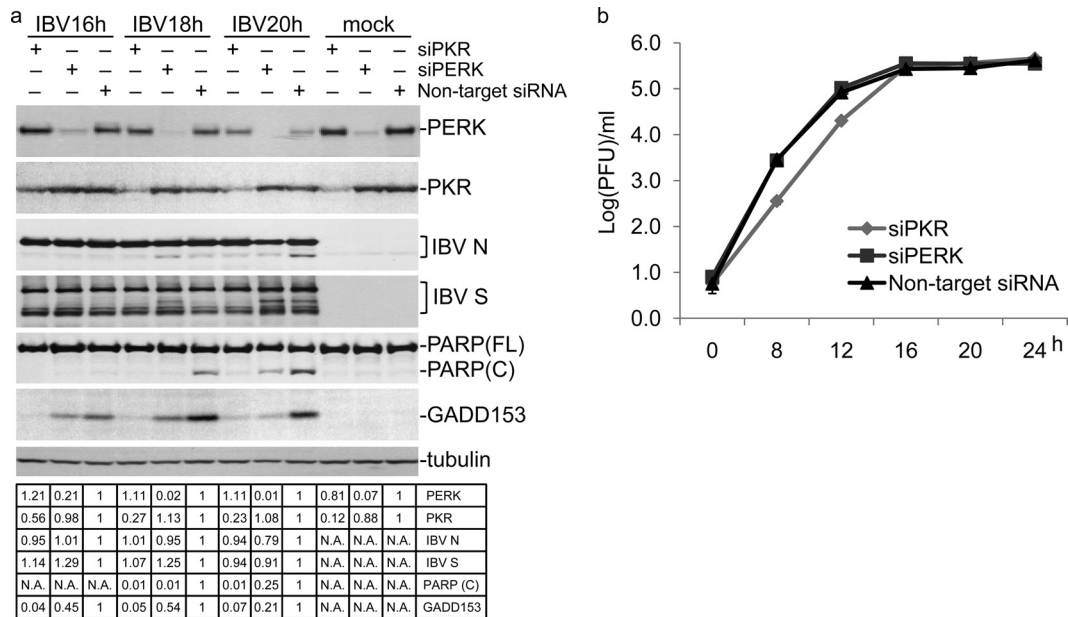 a
IBV16h IBV18h IBV20h mock
+ – – + – – + – – + – – siPKR
– + – – + – – + – – + – siPERK
– – + – – + – – + – – + Non-target siRNA
-PERK
-PKR
IBV N
IBV S
-PARP(FL)
-PARP(C)
-GADD153
-tubulin
1.21 0.21 1 1.11 0.02 1 1.11 0.01 1 0.81 0.07 1 PERK
0.56 0.98 1 0.27 1.13 1 0.23 1.08 1 0.12 0.88 1 PKR
0.95 1.01 1 1.01 0.95 1 0.94 0.79 1 N.A. N.A. N.A. IBV N
1.14 1.29 1 1.07 1.25 1 0.94 0.91 1 N.A. N.A. N.A. IBV S
N.A. N.A. N.A. 0.01 0.01 1 0.01 0.25 1 N.A. N.A. N.A. PARP (C)
0.04 0.45 1 0.05 0.54 1 0.07 0.21 1 N.A. N.A. N.A. GADD153
b
Log(PFU)/ml
6.0
5.0
4.0
3.0
2.0
1.0
0.0
siPKR
siPERK
Non-target siRNA
0 8 12 16 20 24 h